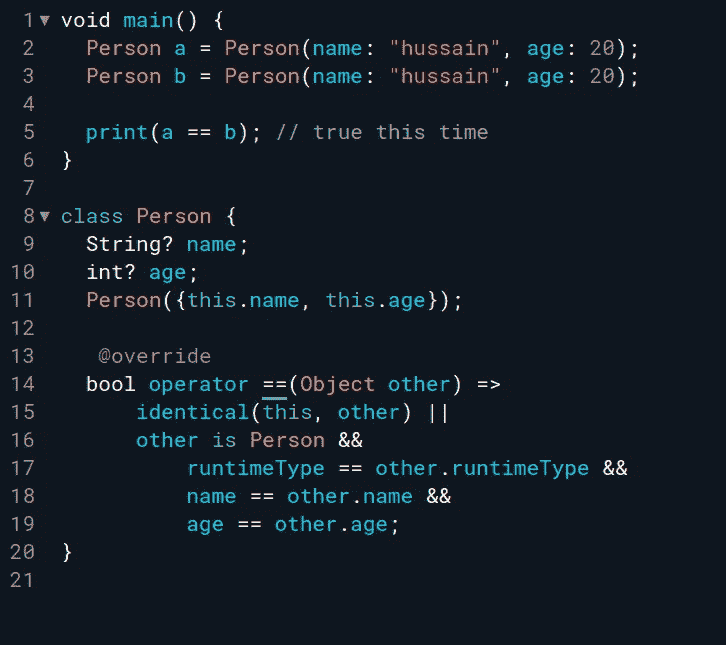 1 void main() {
2   Person a = Person(name: "hussain", age: 20);
3   Person b = Person(name: "hussain", age: 20);
4
5   print(a == b); // true this time
6 }
7
8 class Person {
9   String? name;
10   int? age;
11   Person({this.name, this.age});
12
13    @override
14   bool operator ==(Object other) =>
15       identical(this, other) ||
16       other is Person &&
17           runtimeType == other.runtimeType &&
18           name == other.name &&
19           age == other.age;
20 }
21